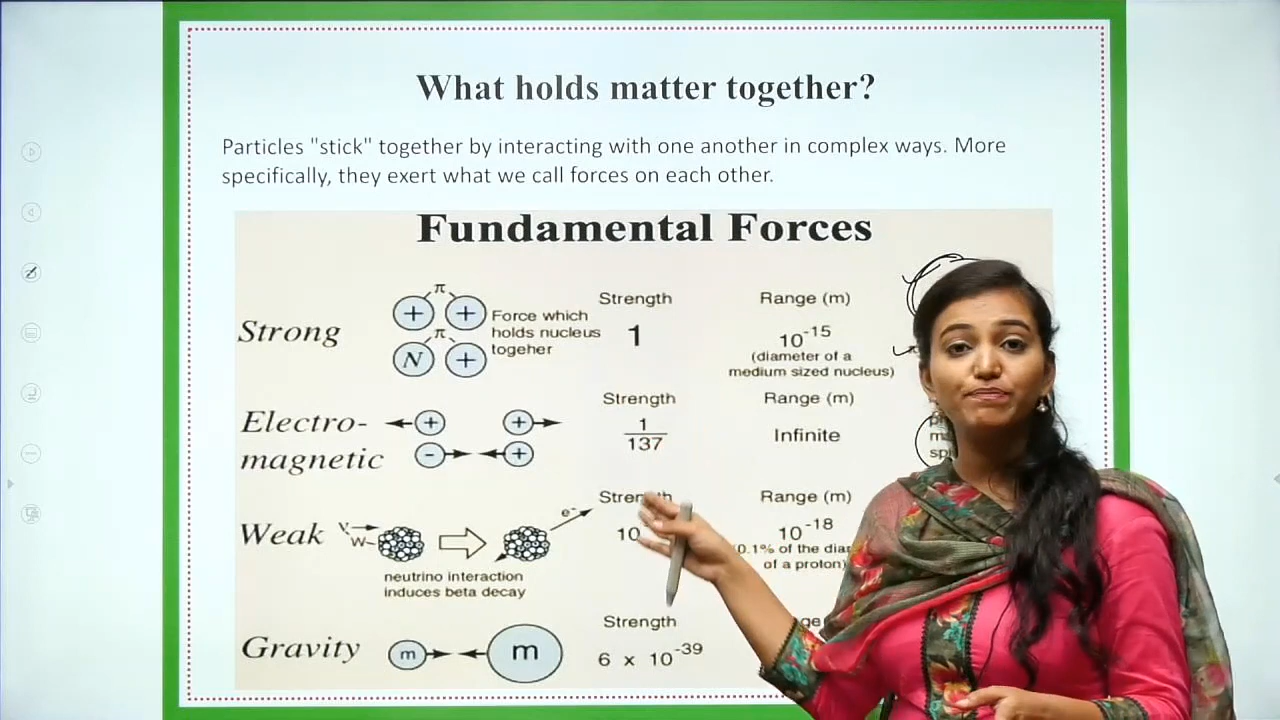 What holds matter together?
Particles "stick" together by interacting with one another in complex ways. More
specifically, they exert what we call forces on each other.
Fundamental Forces
Strong
π
+ +
π
N +
Force which
holds nucleus
togeher
Strength
1
Range (m)
10-15
(diameter of a
medium sized nucleus)
Electro-
magnetic
+ +
- +
Strength
1
137
Range (m)
Infinite
Weak
W
e-
neutrino interaction
induces beta decay
10
Range (m)
10-18
of a proton)
Gravity
m
m
Strength
6 x 10-39